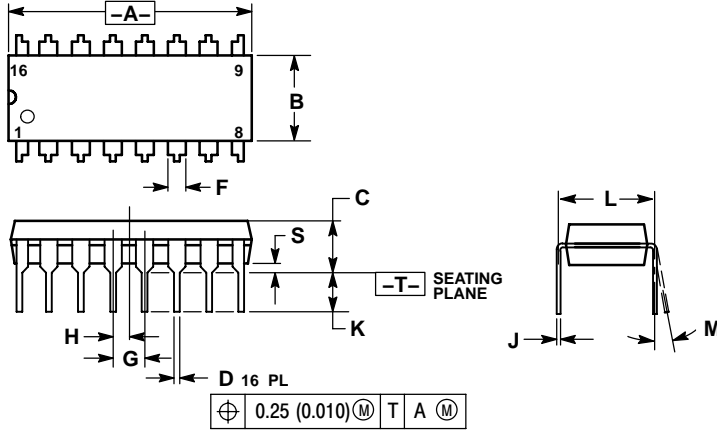 –A–
16 9
B
1 8
F
C
L
S
–T– SEATING
PLANE
K
H
G
J
M
D 16 PL
⌖ 0.25 (0.010) Ⓜ T A Ⓜ